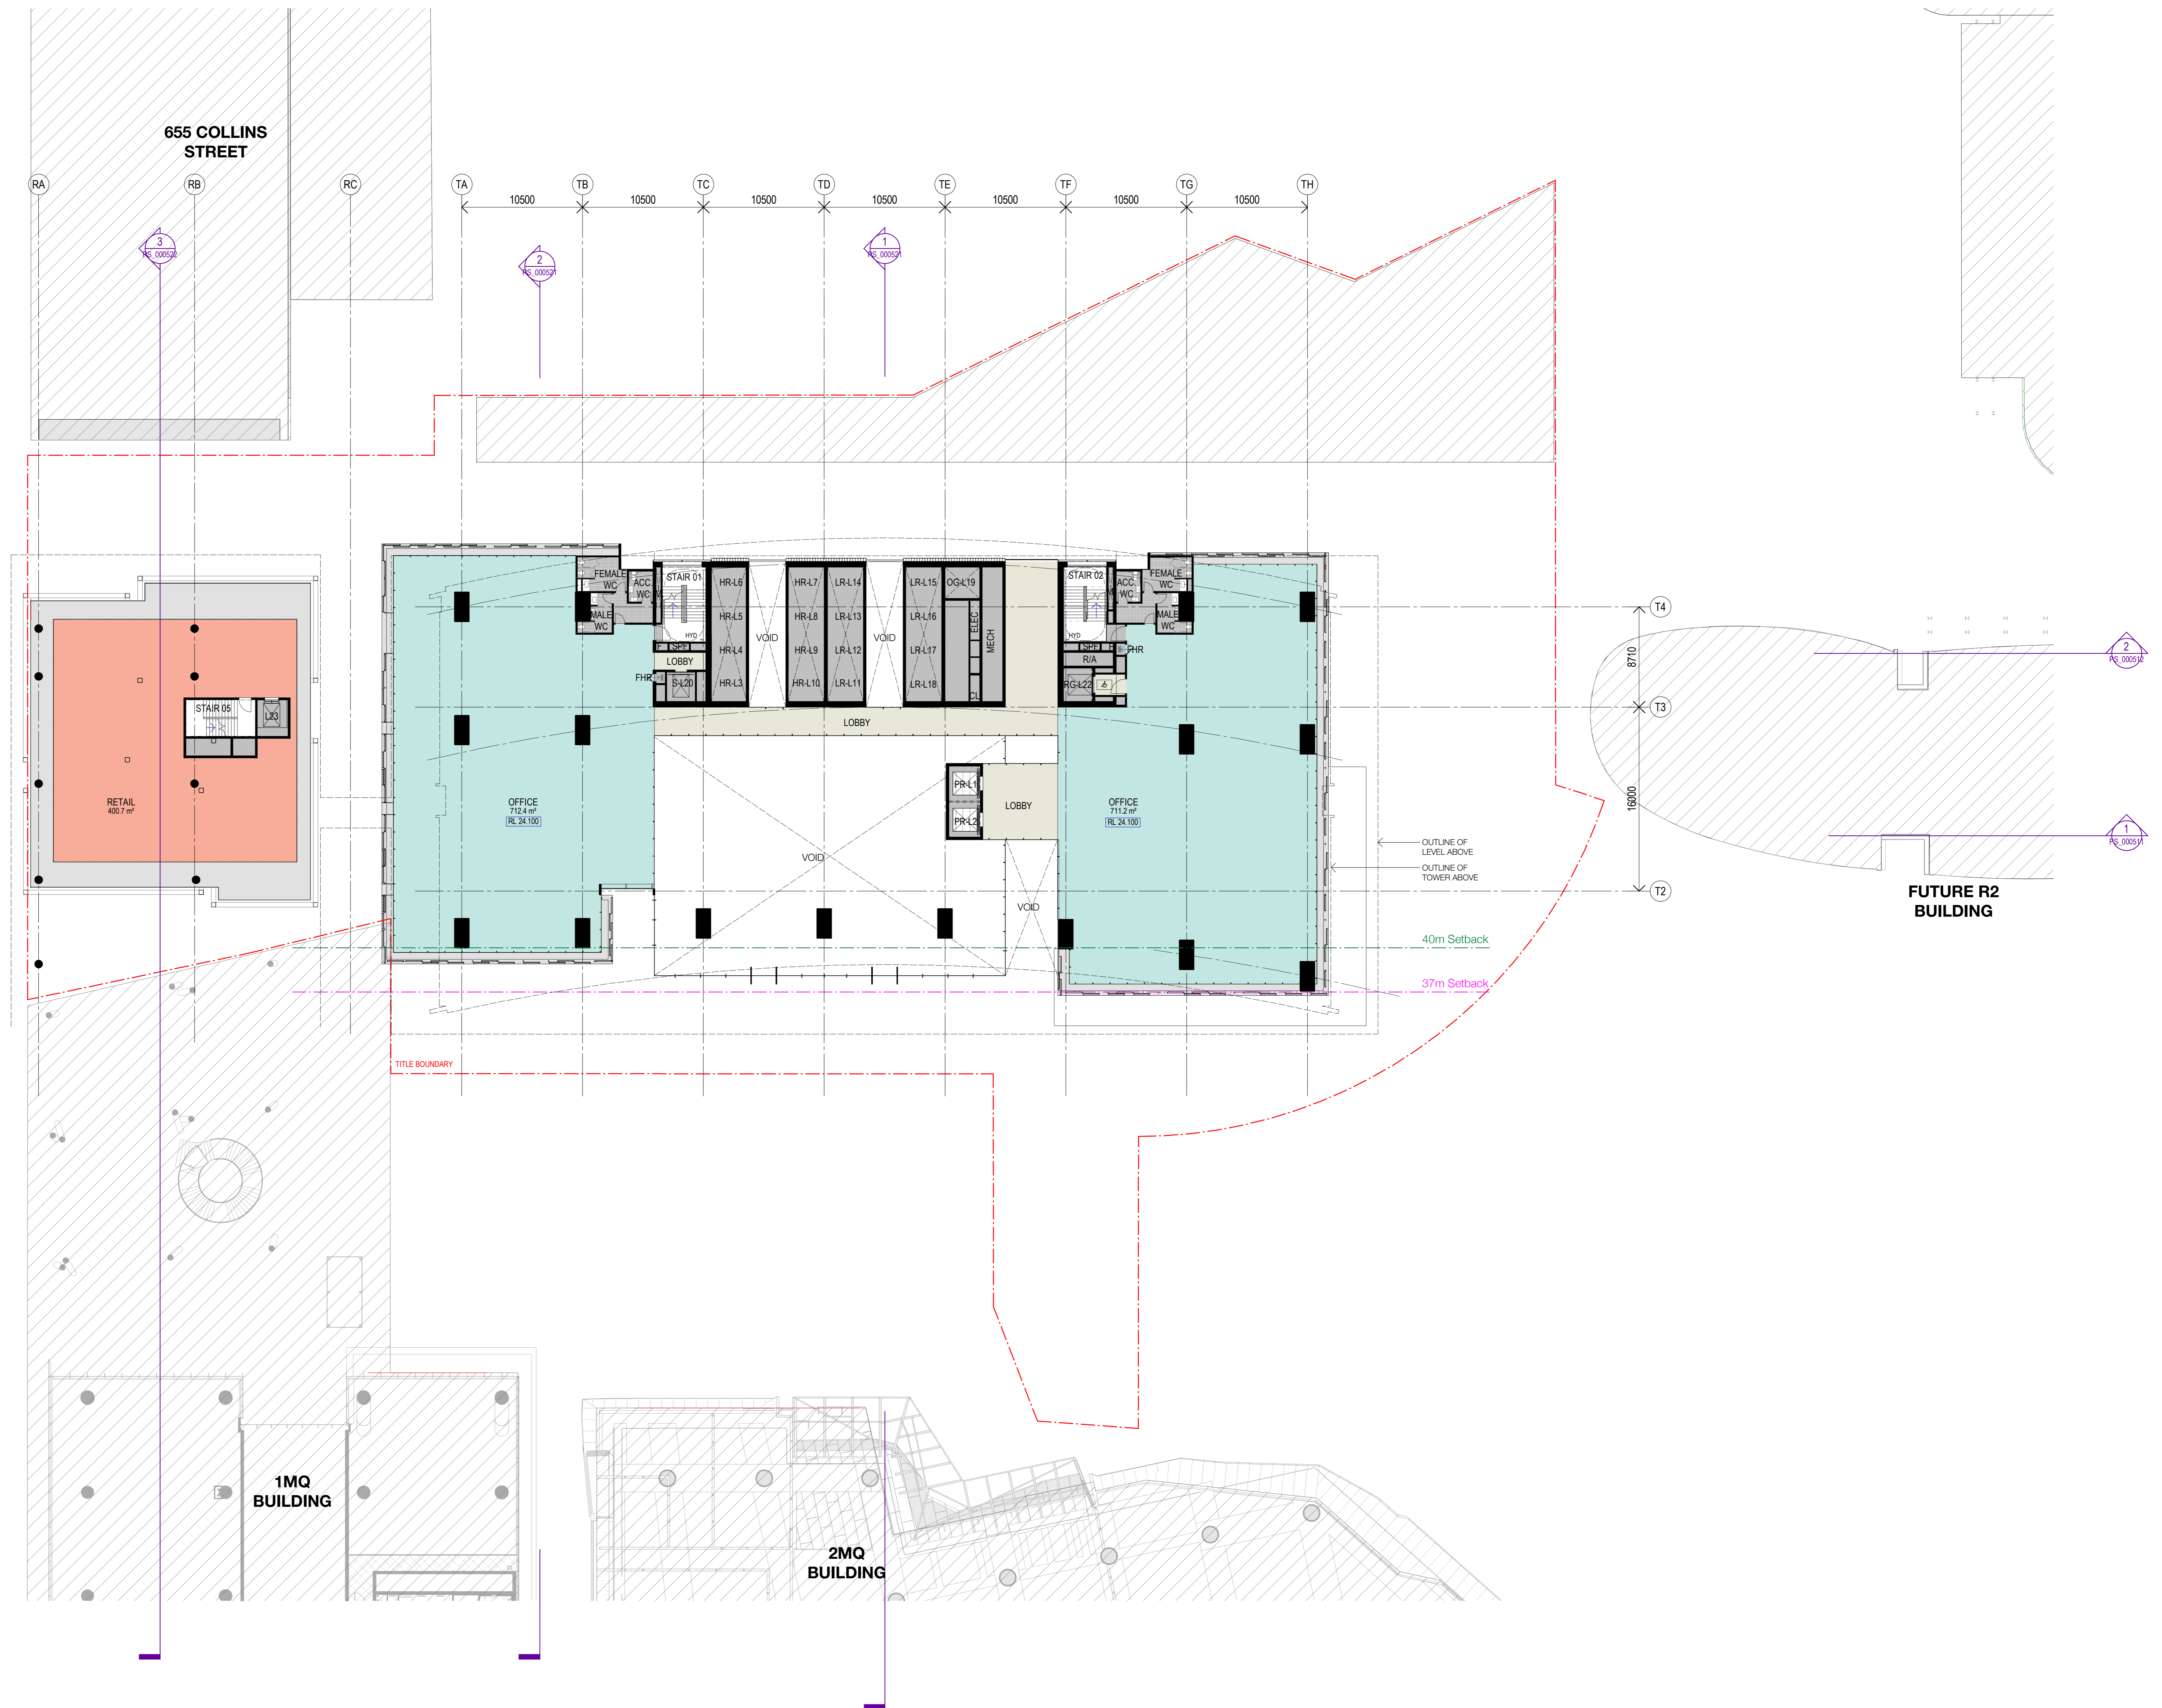 655 COLLINS
STREET
RA
RB
RC
TA
TB
TC
TD
TE
TF
TG
TH
10500
10500
10500
10500
10500
10500
10500
3
RS_000522
2
RS_000521
1
RS_000521
FEMALE
WC
ACC.
WC
MALE
WC
STAIR 01
HYD
F
SPF
LOBBY
FHR
S-L20
HR-L6
HR-L5
HR-L4
HR-L3
VOID
HR-L7
HR-L8
HR-L9
HR-L10
LR-L14
LR-L13
LR-L12
LR-L11
VOID
LR-L15
LR-L16
LR-L17
LR-L18
OG-L19
ELEC
MECH
CL
STAIR 02
HYD
SPF
F
R/A
RG-L22
FHR
ACC.
WC
FEMALE
WC
MALE
WC
T4
8710
T3
16000
T2
2
RS_000512
1
RS_000511
STAIR 05
L23
RETAIL
400.7 m²
LOBBY
OFFICE
712.4 m²
RL 24.100
PR-L1
PR-L2
LOBBY
OFFICE
711.2 m²
RL 24.100
VOID
VOID
OUTLINE OF
LEVEL ABOVE
OUTLINE OF
TOWER ABOVE
FUTURE R2
BUILDING
40m Setback
37m Setback
TITLE BOUNDARY
1MQ
BUILDING
2MQ
BUILDING